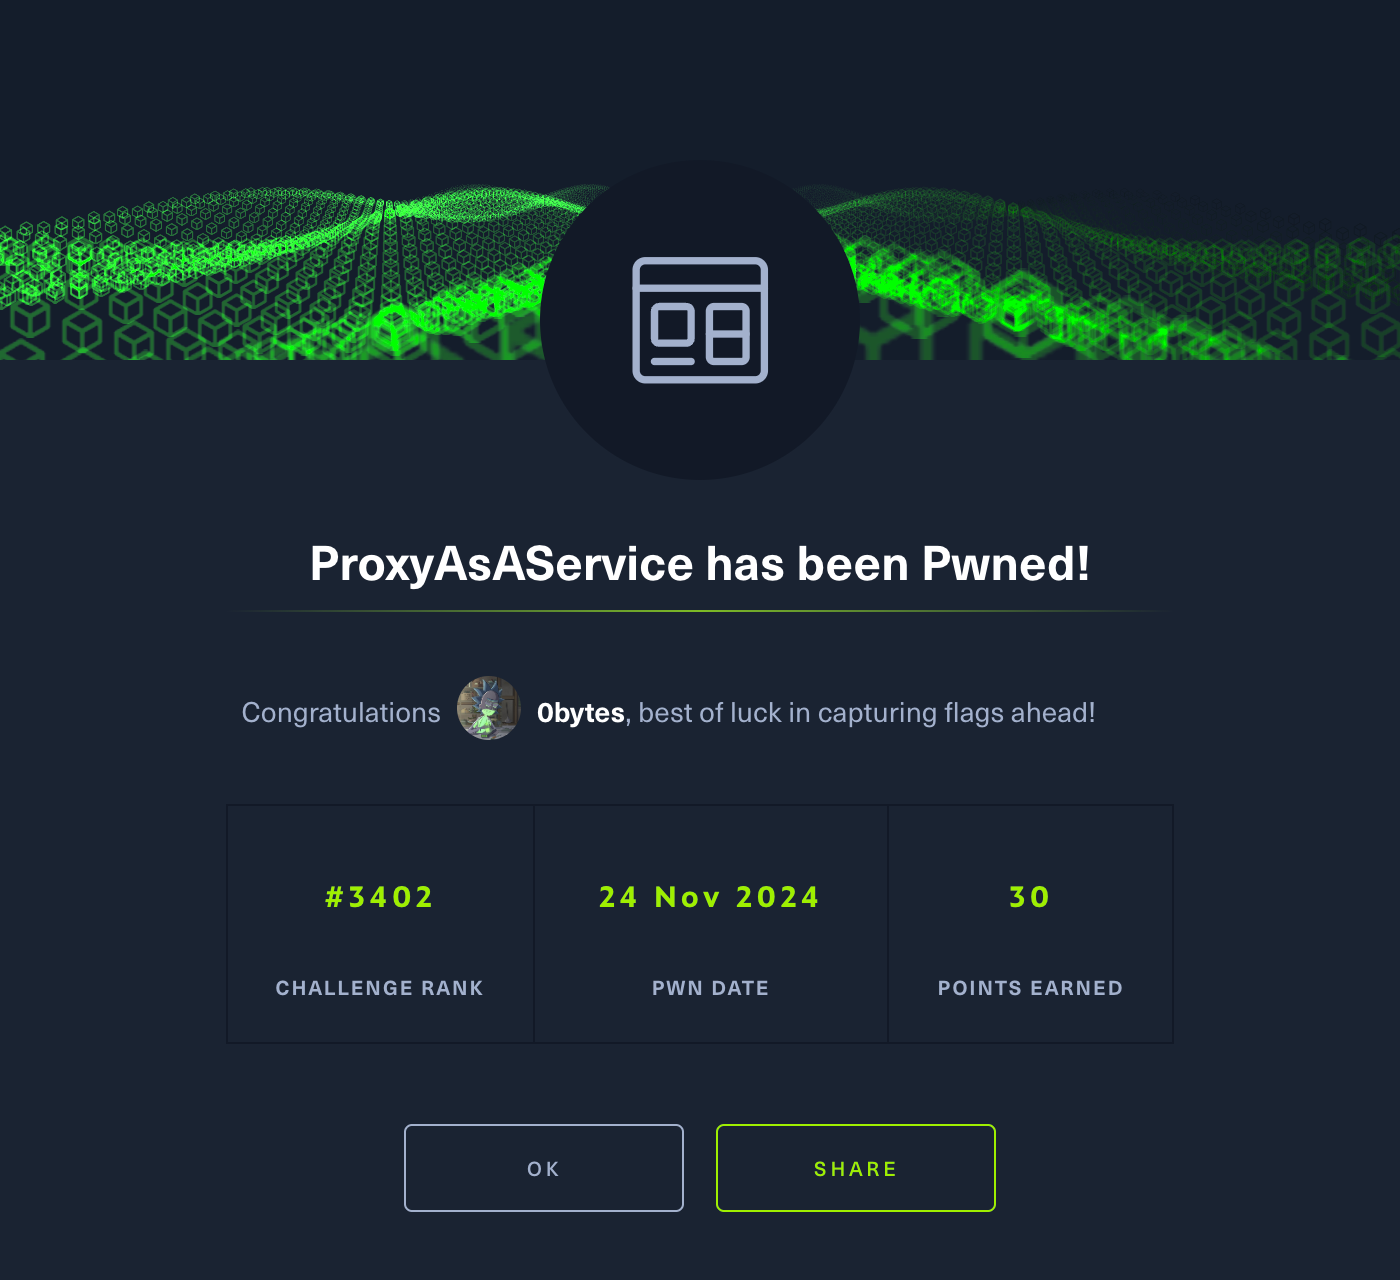 ProxyAsAService has been Pwned!
Congratulations 0bytes, best of luck in capturing flags ahead!
#3402 24 Nov 2024 30
CHALLENGE RANK PWN DATE POINTS EARNED
OK SHARE